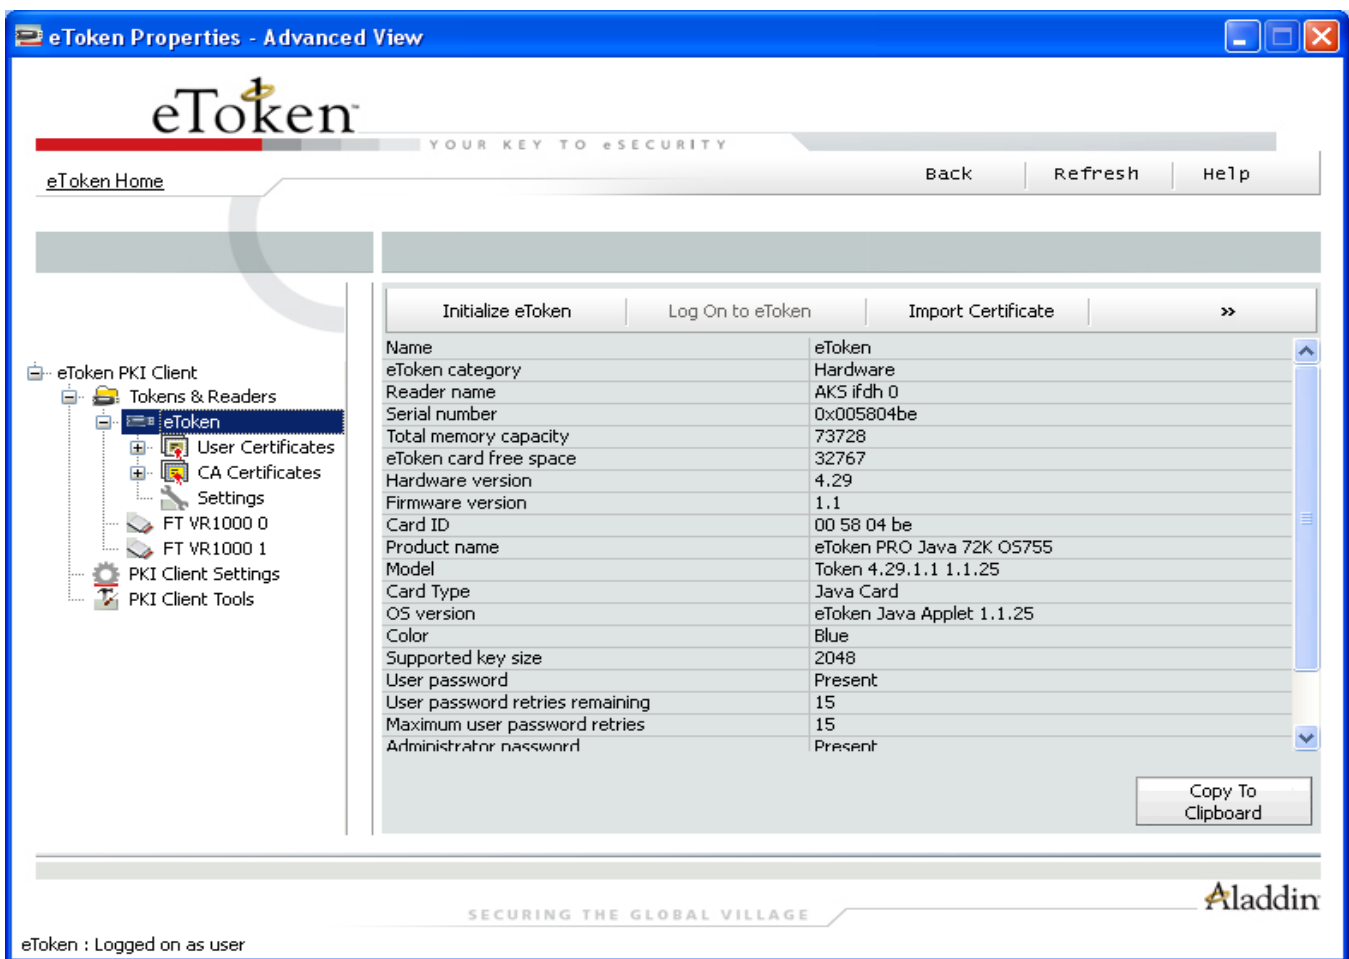 eToken Properties - Advanced View
eToken™
YOUR KEY TO eSECURITY
eToken Home
Back Refresh Help
Initialize eToken Log On to eToken Import Certificate »
eToken PKI Client
Tokens & Readers
eToken
User Certificates
CA Certificates
Settings
FT VR1000 0
FT VR1000 1
PKI Client Settings
PKI Client Tools
Name eToken
eToken category Hardware
Reader name AKS ifdh 0
Serial number 0x005804be
Total memory capacity 73728
eToken card free space 32767
Hardware version 4.29
Firmware version 1.1
Card ID 00 58 04 be
Product name eToken PRO Java 72K OS755
Model Token 4.29.1.1 1.1.25
Card Type Java Card
OS version eToken Java Applet 1.1.25
Color Blue
Supported key size 2048
User password Present
User password retries remaining 15
Maximum user password retries 15
Administrator password Present
Copy To
Clipboard
Aladdin
SECURING THE GLOBAL VILLAGE
eToken : Logged on as user